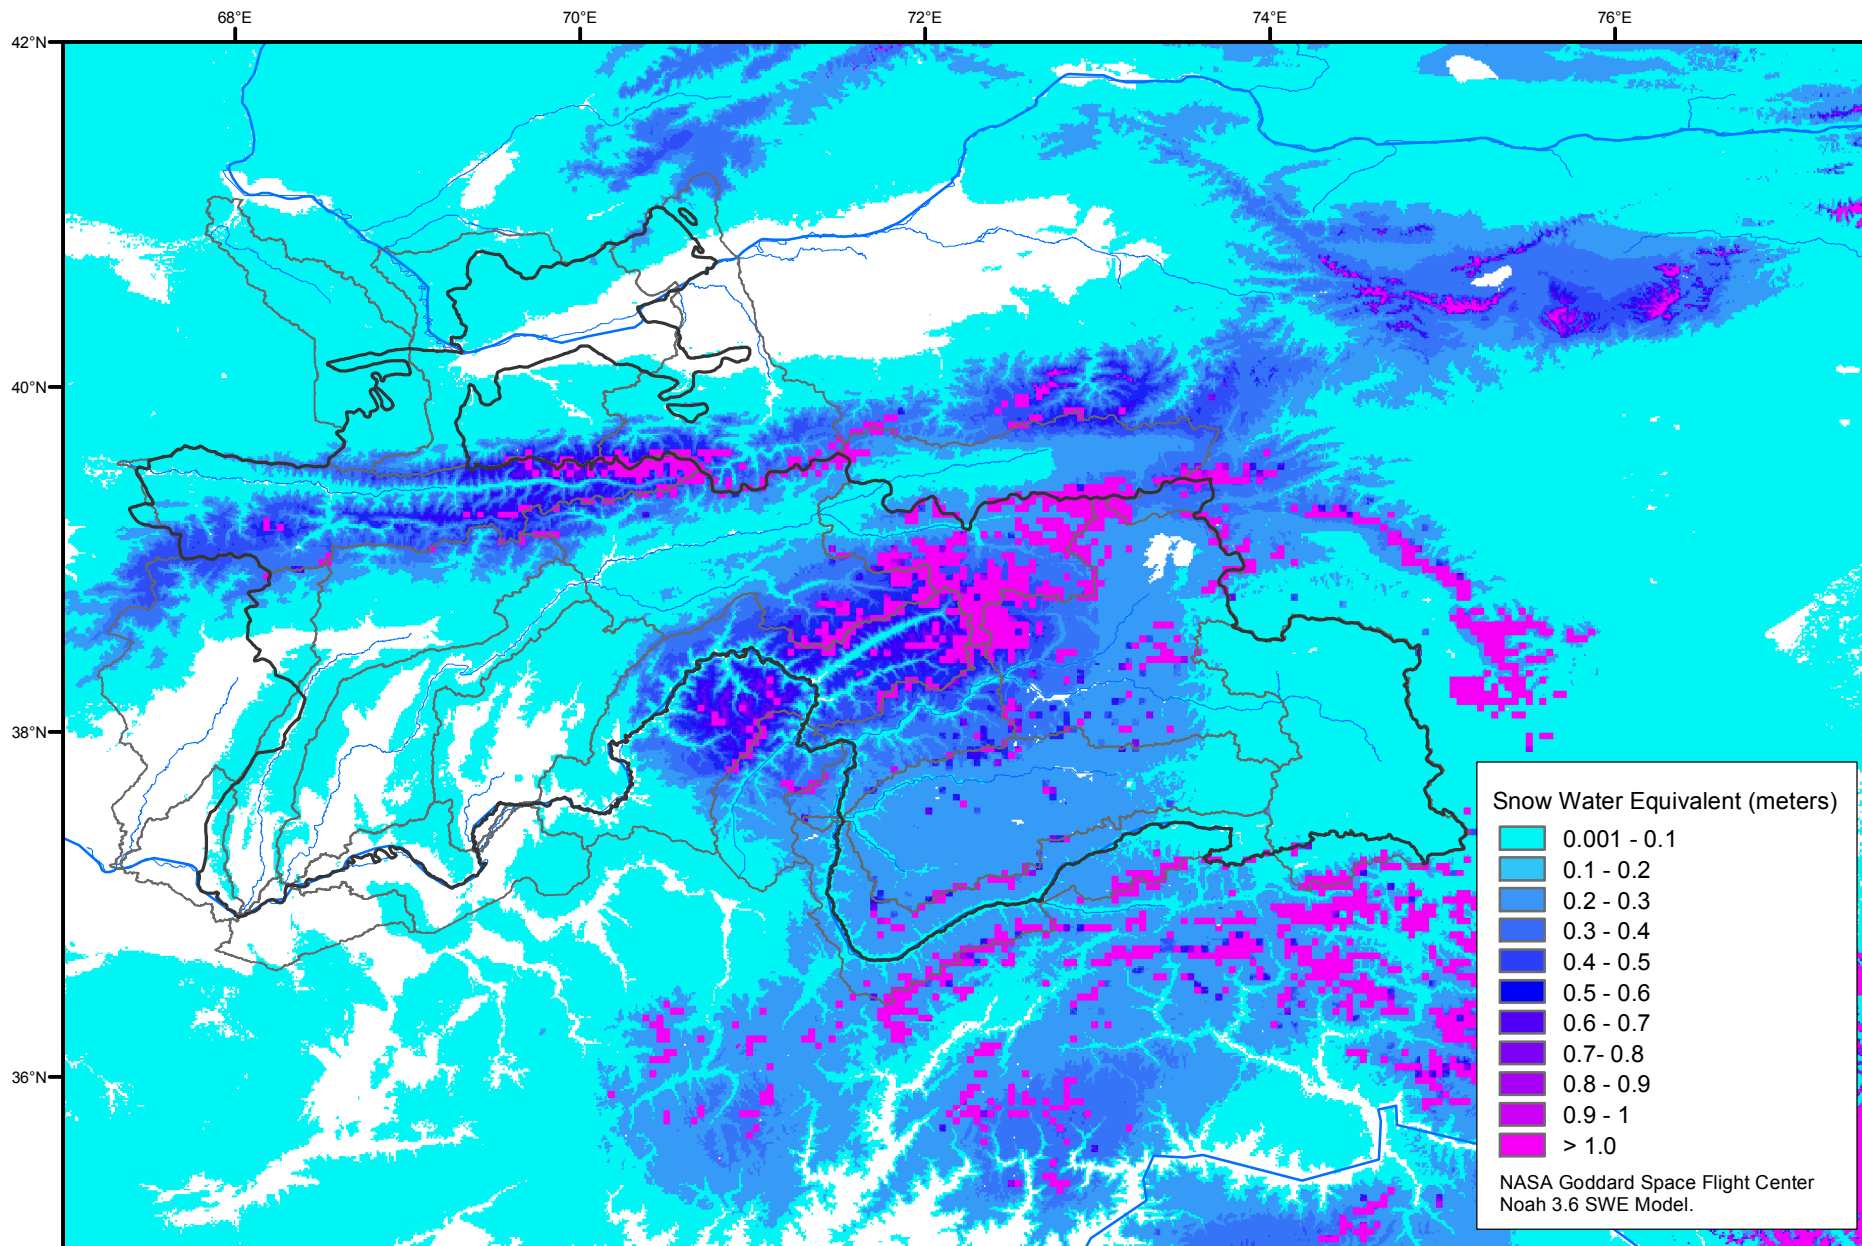 68°E
70°E
72°E
74°E
76°E
42°N
40°N
38°N
36°N
Snow Water Equivalent (meters)
0.001 - 0.1
0.1 - 0.2
0.2 - 0.3
0.3 - 0.4
0.4 - 0.5
0.5 - 0.6
0.6 - 0.7
0.7- 0.8
0.8 - 0.9
0.9 - 1
> 1.0
NASA Goddard Space Flight Center
Noah 3.6 SWE Model.